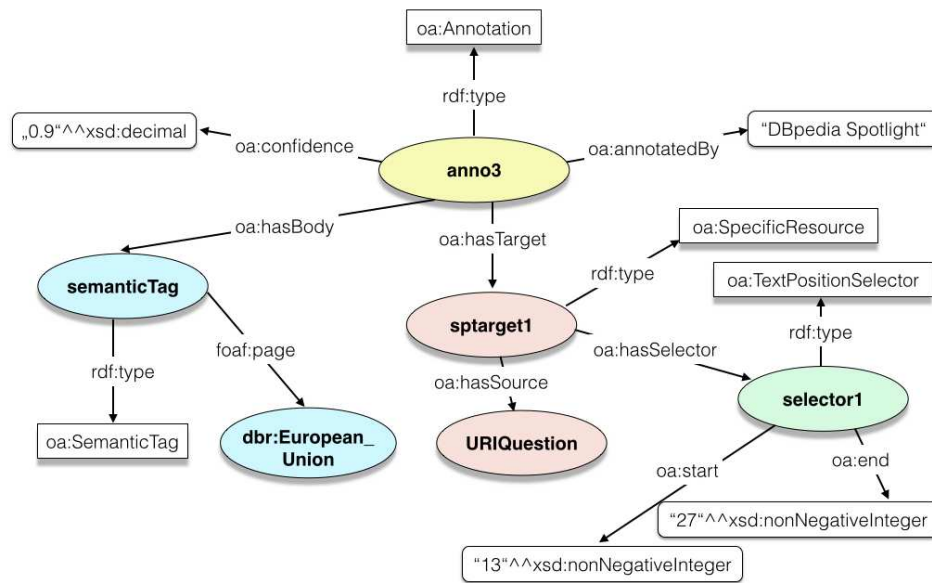 oa:Annotation
rdf:type
„0.9“^^xsd:decimal
“DBpedia Spotlight“
oa:confidence
oa:annotatedBy
anno3
oa:hasBody
oa:hasTarget
oa:SpecificResource
rdf:type
semanticTag
oa:TextPositionSelector
sptarget1
rdf:type
foaf:page
oa:hasSelector
rdf:type
oa:hasSource
selector1
oa:SemanticTag
dbr:European_
Union
URIQuestion
oa:start
oa:end
“27“^^xsd:nonNegativeInteger
“13“^^xsd:nonNegativeInteger